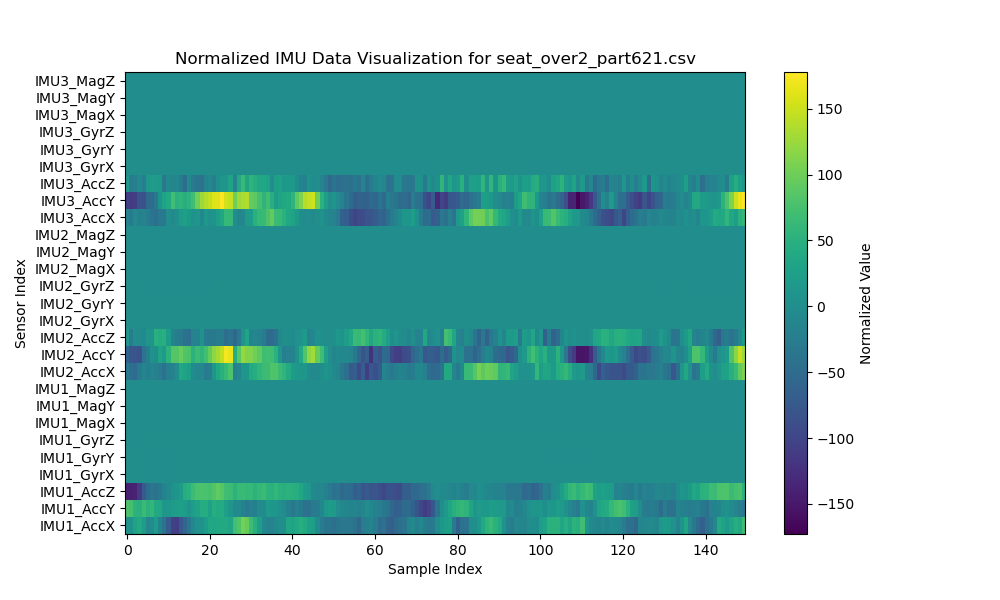 Normalized IMU Data Visualization for seat_over2_part621.csv
IMU3_MagZ
IMU3_MagY
IMU3_MagX
IMU3_GyrZ
IMU3_GyrY
IMU3_GyrX
IMU3_AccZ
IMU3_AccY
IMU3_AccX
IMU2_MagZ
IMU2_MagY
IMU2_MagX
IMU2_GyrZ
IMU2_GyrY
IMU2_GyrX
IMU2_AccZ
IMU2_AccY
IMU2_AccX
IMU1_MagZ
IMU1_MagY
IMU1_MagX
IMU1_GyrZ
IMU1_GyrY
IMU1_GyrX
IMU1_AccZ
IMU1_AccY
IMU1_AccX
Sensor Index
0 20 40 60 80 100 120 140
Sample Index
150
100
50
0
−50
−100
−150
Normalized Value